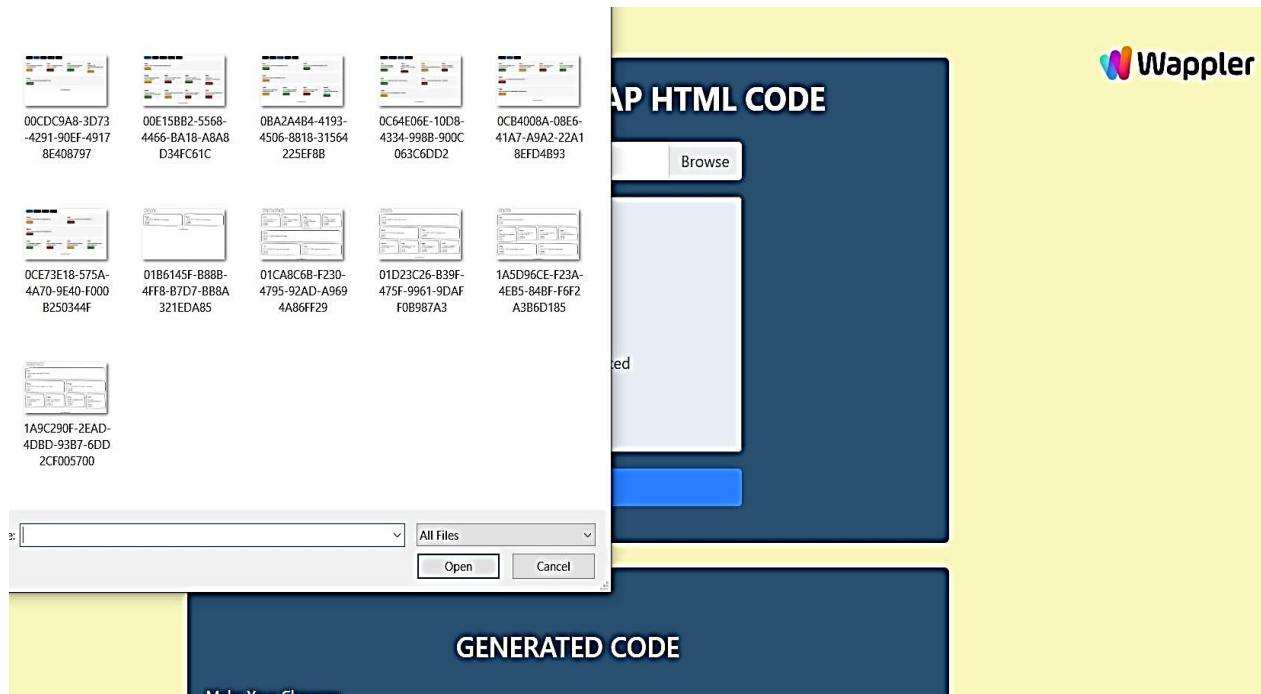 Wappler
AP HTML CODE
Browse
00CDC9A8-3D73
-4291-90EF-4917
8E408797
00E15BB2-5568-
4466-BA18-A8A8
D34FC61C
0BA2A4B4-4193-
4506-8818-31564
225EF8B
0C64E06E-10D8-
4334-998B-900C
063C6DD2
0CB4008A-08E6-
41A7-A9A2-22A1
8EFD4B93
0CE73E18-575A-
4A70-9E40-F000
B250344F
01B6145F-B88B-
4FF8-B7D7-BB8A
321EDA85
01CA8C6B-F230-
4795-92AD-A969
4A86FF29
01D23C26-B39F-
475F-9961-9DAF
F0B987A3
1A5D96CE-F23A-
4EB5-84BF-F6F2
A3B6D185
ted
1A9C290F-2EAD-
4DBD-93B7-6DD
2CF005700
e:
All Files
Open
Cancel
GENERATED CODE